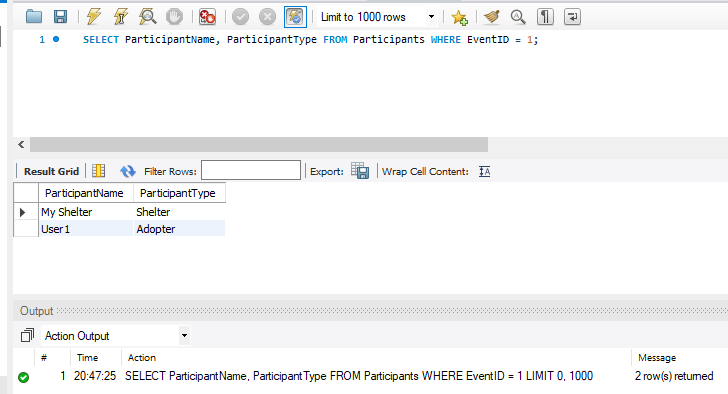 Limit to 1000 rows
1 SELECT ParticipantName, ParticipantType FROM Participants WHERE EventID = 1;
Result Grid Filter Rows: Export: Wrap Cell Content:
ParticipantName ParticipantType
My Shelter Shelter
User1 Adopter
Output
Action Output
# Time Action Message
1 20:47:25 SELECT ParticipantName, ParticipantType FROM Participants WHERE EventID = 1 LIMIT 0, 1000 2 row(s) returned